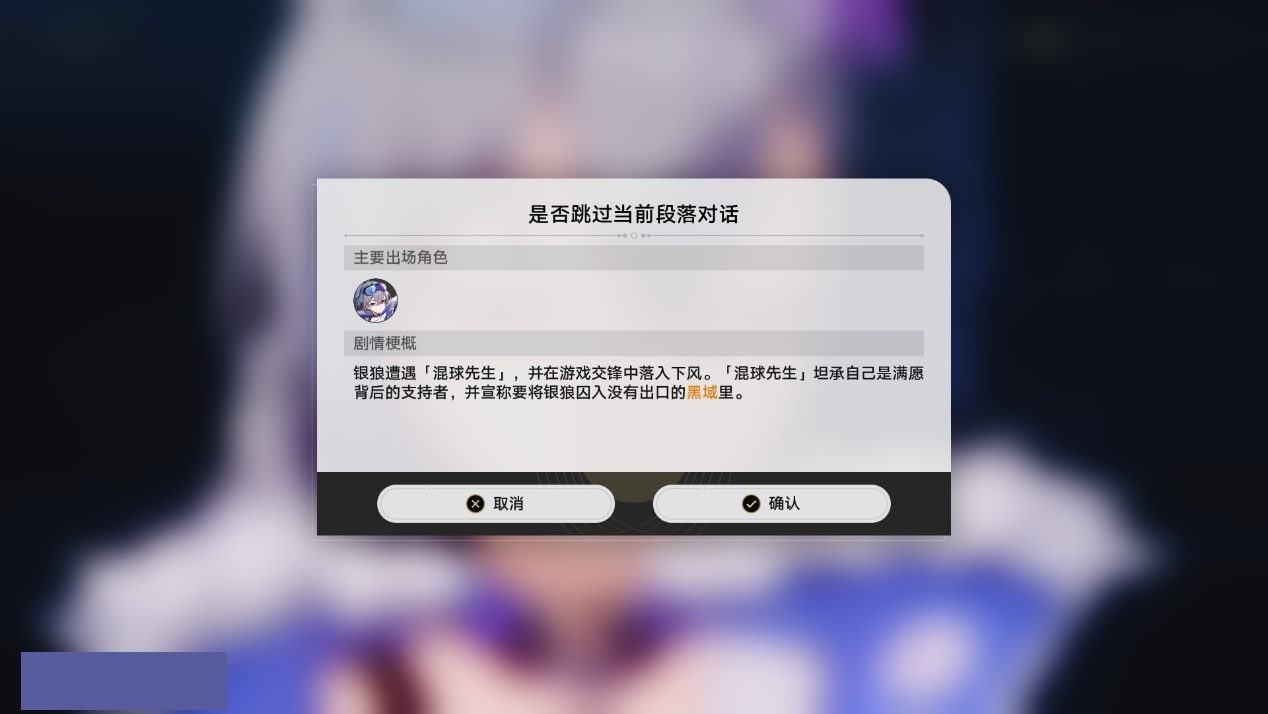 是否跳过当前段落对话
主要出场角色
剧情梗概
银狼遭遇「混球先生」，并在游戏交锋中落入下风。「混球先生」坦承自己是满愿
背后的支持者，并宣称要将银狼囚入没有出口的黑域里。
取消
确认